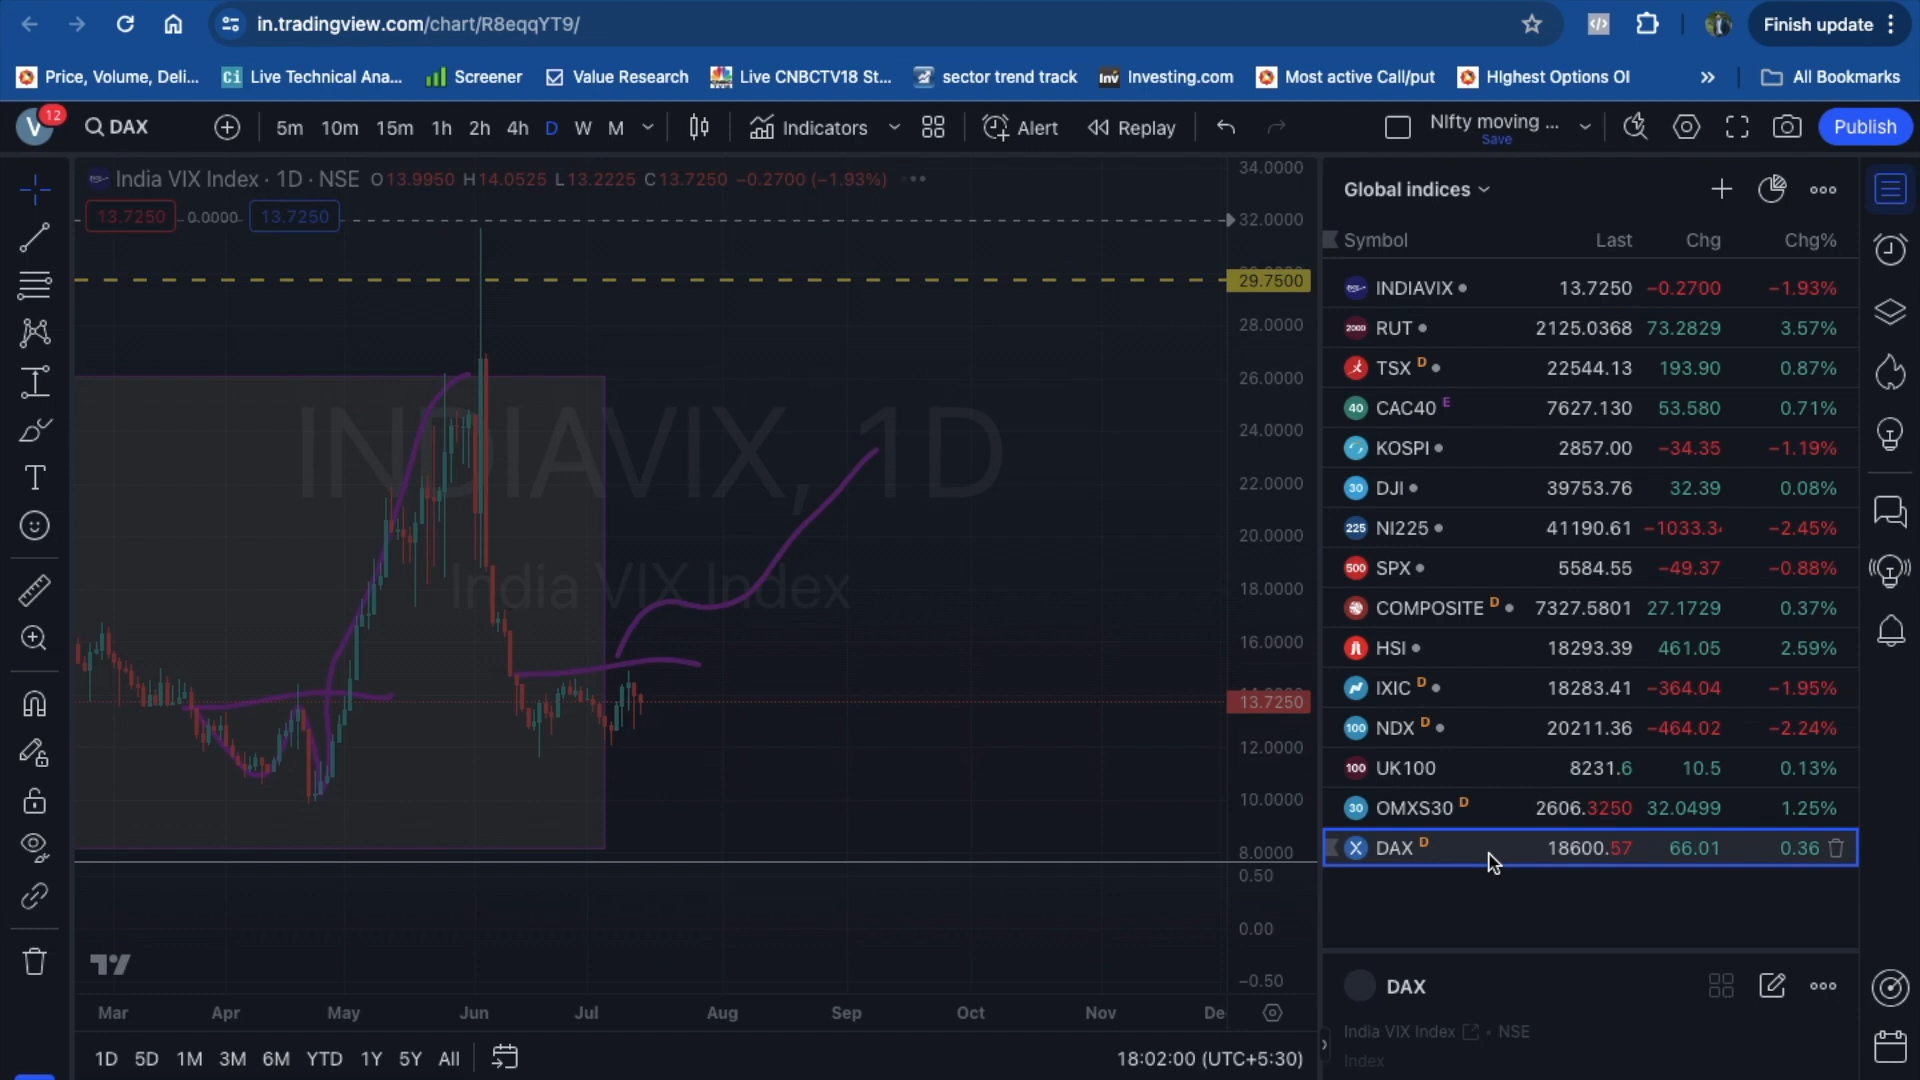 in.tradingview.com/chart/R8eqqYT9/
Finish update
Price, Volume, Deli...
Live Technical Ana...
Screener
Value Research
Live CNBCTV18 St...
sector trend track
Investing.com
Most active Call/put
HIghest Options OI
All Bookmarks
V
12
DAX
5m 10m 15m 1h 2h 4h D W M
Indicators
Alert
Replay
NIfty moving ...
Save
Publish
India VIX Index · 1D · NSE O13.9950 H14.0525 L13.2225 C13.7250 −0.2700 (−1.93%)
13.7250 0.0000 13.7250
INDIAVIX, 1D
India VIX Index
34.0000
32.0000
29.7500
28.0000
26.0000
24.0000
22.0000
20.0000
18.0000
16.0000
13.7250
12.0000
10.0000
8.0000
0.50
0.00
−0.50
Mar Apr May Jun Jul Aug Sep Oct Nov De
1D 5D 1M 3M 6M YTD 1Y 5Y All
18:02:00 (UTC+5:30)
Global indices
Symbol Last Chg Chg%
INDIAVIX 13.7250 −0.2700 −1.93%
2000 RUT 2125.0368 73.2829 3.57%
TSX D 22544.13 193.90 0.87%
40 CAC40 E 7627.130 53.580 0.71%
KOSPI 2857.00 −34.35 −1.19%
30 DJI 39753.76 32.39 0.08%
225 NI225 41190.61 −1033.3 −2.45%
500 SPX 5584.55 −49.37 −0.88%
COMPOSITE D 7327.5801 27.1729 0.37%
HSI 18293.39 461.05 2.59%
IXIC D 18283.41 −364.04 −1.95%
100 NDX D 20211.36 −464.02 −2.24%
100 UK100 8231.6 10.5 0.13%
30 OMXS30 D 2606.3250 32.0499 1.25%
X DAX D 18600.57 66.01 0.36
DAX
India VIX Index • NSE
Index